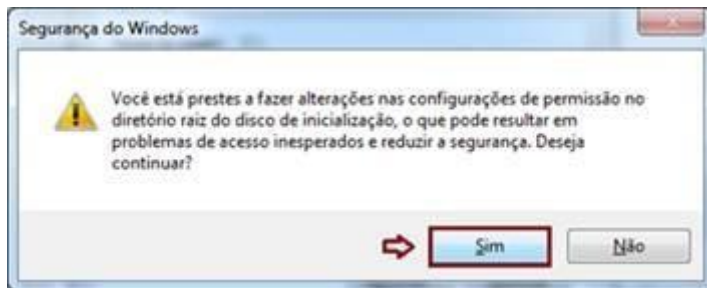 Segurança do Windows
Você está prestes a fazer alterações nas configurações de permissão no
diretório raiz do disco de inicialização, o que pode resultar em
problemas de acesso inesperados e reduzir a segurança. Deseja
continuar?
Sim
Não